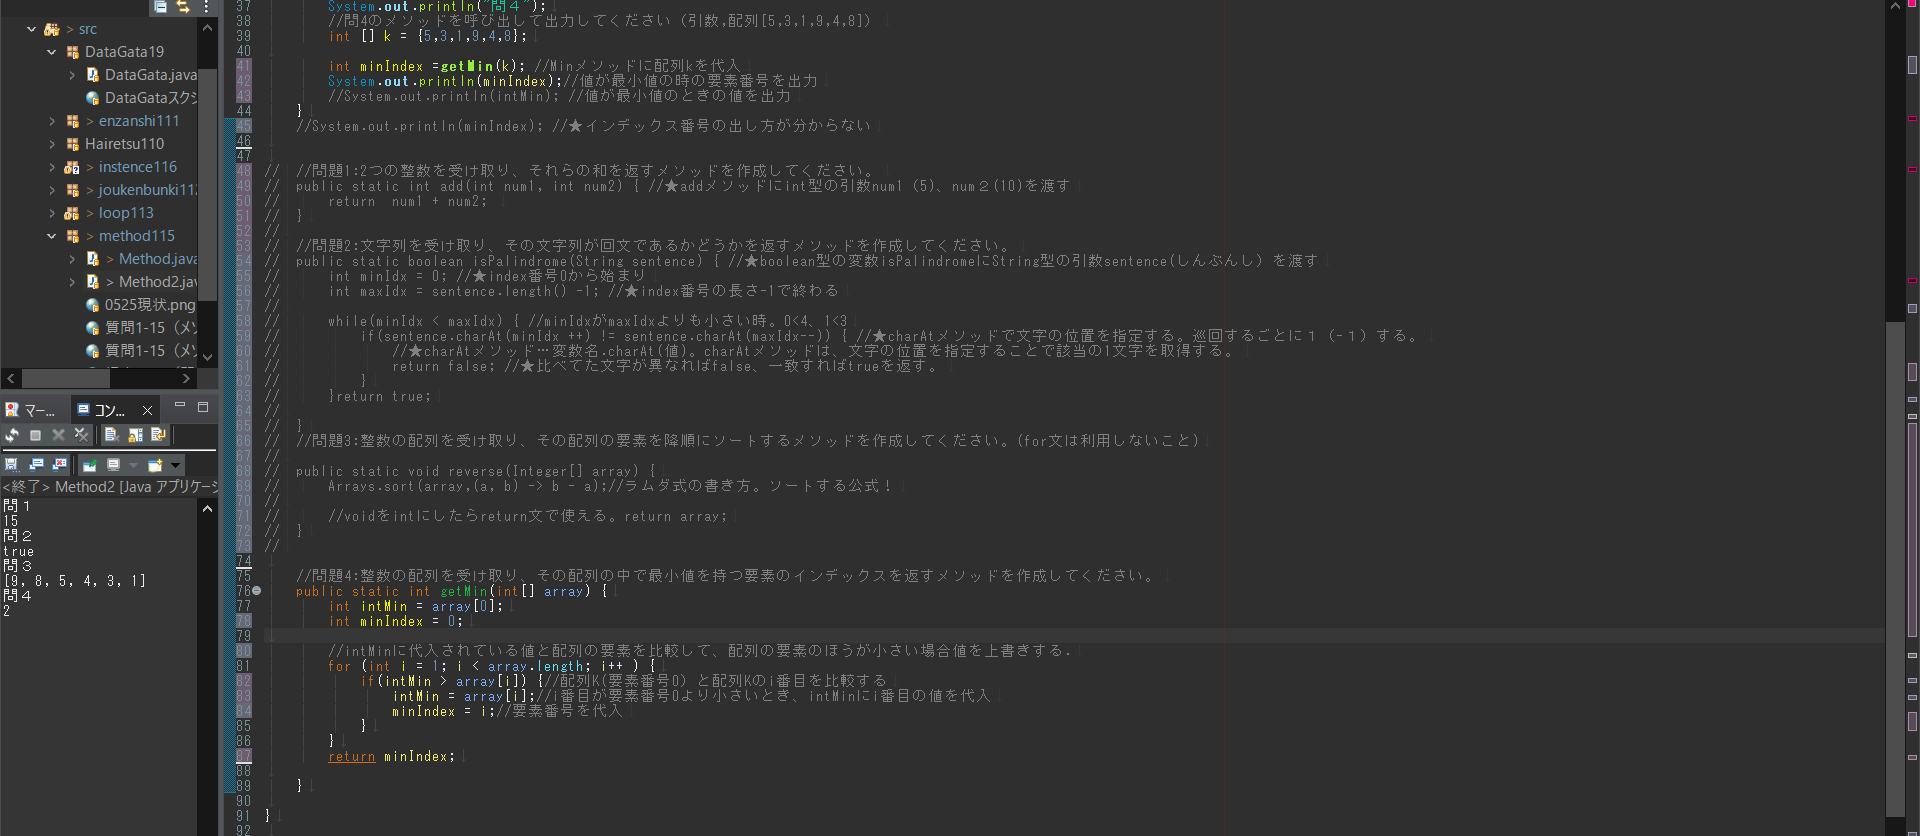 src
DataGata19
DataGata.java
DataGataスクシ
enzanshi111
Hairetsu110
instence116
joukenbunki112
loop113
method115
Method.java
Method2.java
0525現状.png
質問1-15（メソ
質問1-15（メソ
マー...
コン...
<終了> Method2 [Java アプリケーシ
問１
15
問２
true
問３
[9, 8, 5, 4, 3, 1]
問４
2
37 System.out.println("問４");
38 //問4のメソッドを呼び出して出力してください（引数,配列[5,3,1,9,4,8]）
39 int [] k = {5,3,1,9,4,8};
40
41 int minIndex =getMin(k); //Minメソッドに配列kを代入
42 System.out.println(minIndex);//値が最小値の時の要素番号を出力
43 //System.out.println(intMin); //値が最小値のときの値を出力
44 }
45 //System.out.println(minIndex); //★インデックス番号の出し方が分からない
46
47
48 // //問題1:2つの整数を受け取り、それらの和を返すメソッドを作成してください。
49 // public static int add(int num1, int num2) { //★addメソッドにint型の引数num1（5)、num２(10)を渡す
50 // return num1 + num2;
51 // }
52 //
53 // //問題2:文字列を受け取り、その文字列が回文であるかどうかを返すメソッドを作成してください。
54 // public static boolean isPalindrome(String sentence) { //★boolean型の変数isPalindromeにString型の引数sentence(しんぶんし）を渡す
55 // int minIdx = 0; //★index番号0から始まり
56 // int maxIdx = sentence.length() -1; //★index番号の長さ-1で終わる
57 //
58 // while(minIdx < maxIdx) { //minIdxがmaxIdxよりも小さい時。0<4、1<3
59 // if(sentence.charAt(minIdx ++) != sentence.charAt(maxIdx--)) { //★charAtメソッドで文字の位置を指定する。巡回するごとに１（-１）する。
60 // //★charAtメソッド…変数名.charAt(値)。charAtメソッドは、文字の位置を指定することで該当の1文字を取得する。
61 // return false; //★比べてた文字が異なればfalse、一致すればtrueを返す。
62 // }
63 // }return true;
64 //
65 // }
66 // //問題3:整数の配列を受け取り、その配列の要素を降順にソートするメソッドを作成してください。(for文は利用しないこと）
67 //
68 // public static void reverse(Integer[] array) {
69 // Arrays.sort(array,(a, b) -> b - a);//ラムダ式の書き方。ソートする公式！
70 //
71 // //voidをintにしたらreturn文で使える。return array;
72 // }
73 //
74
75 //問題4:整数の配列を受け取り、その配列の中で最小値を持つ要素のインデックスを返すメソッドを作成してください。
76 public static int getMin(int[] array) {
77 int intMin = array[0];
78 int minIndex = 0;
79
80 //intMinに代入されている値と配列の要素を比較して、配列の要素のほうが小さい場合値を上書きする.
81 for (int i = 1; i < array.length; i++ ) {
82 if(intMin > array[i]) {//配列K(要素番号0）と配列Kのi番目を比較する
83 intMin = array[i];//i番目が要素番号0より小さいとき、intMinにi番目の値を代入
84 minIndex = i;//要素番号を代入
85 }
86 }
87 return minIndex;
88
89 }
90
91 }
92